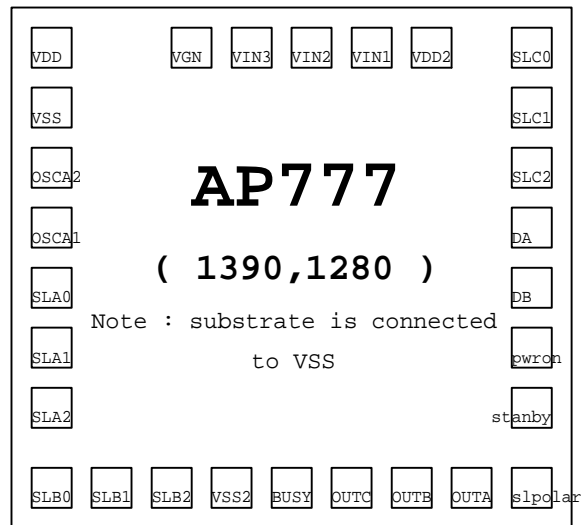 VDD VGN VIN3 VIN2 VIN1 VDD2 SLC0
VSS SLC1
OSCA2 SLC2
AP777
OSCA1 DA
( 1390,1280 )
SLA0 DB
Note : substrate is connected
to VSS
SLA1 pwron
SLA2 stanby
SLB0 SLB1 SLB2 VSS2 BUSY OUTC OUTB OUTA slpolar